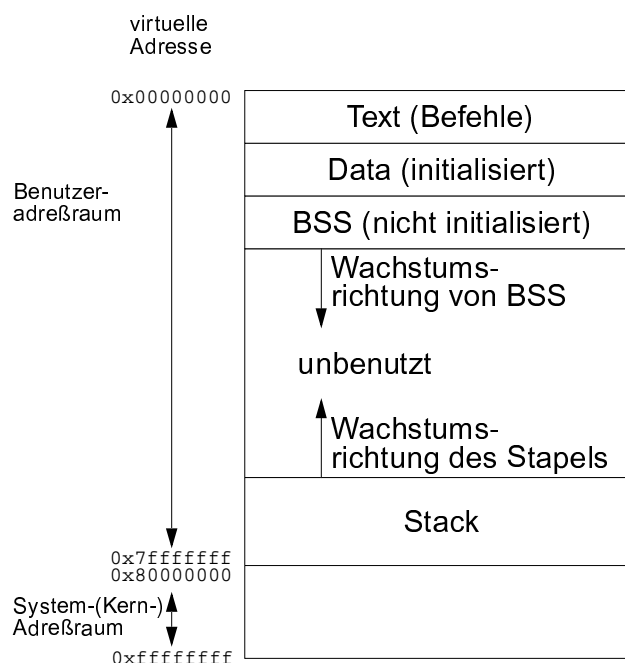 virtuelle
Adresse
0x00000000
Text (Befehle)
Data (initialisiert)
Benutzer-
adreßraum
BSS (nicht initialisiert)
Wachstums-
richtung von BSS
unbenutzt
Wachstums-
richtung des Stapels
Stack
0x7fffffff
0x80000000
System-(Kern-)
Adreßraum
0xffffffff